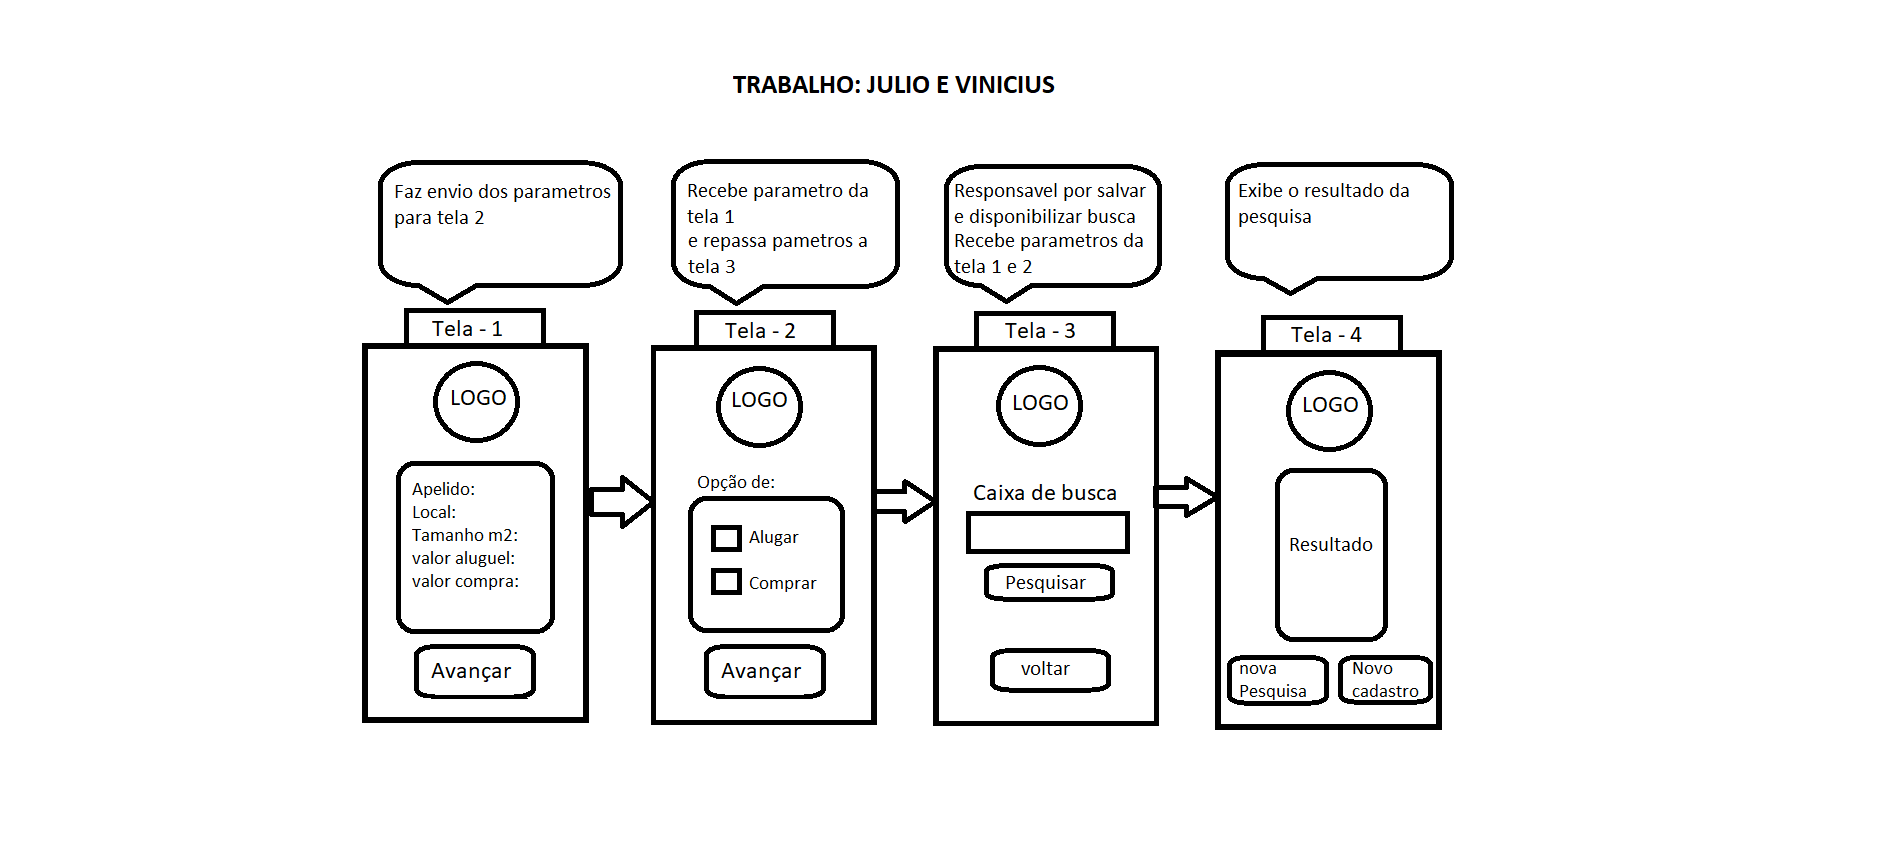 TRABALHO: JULIO E VINICIUS
Faz envio dos parametros
para tela 2
Recebe parametro da
tela 1
e repassa pametros a
tela 3
Responsavel por salvar
e disponibilizar busca
Recebe parametros da
tela 1 e 2
Exibe o resultado da
pesquisa
Tela - 1
LOGO
Apelido:
Local:
Tamanho m2:
valor aluguel:
valor compra:
Avançar
Tela - 2
LOGO
Opção de:
Alugar
Comprar
Avançar
Tela - 3
LOGO
Caixa de busca
Pesquisar
voltar
Tela - 4
LOGO
Resultado
nova
Pesquisa
Novo
cadastro